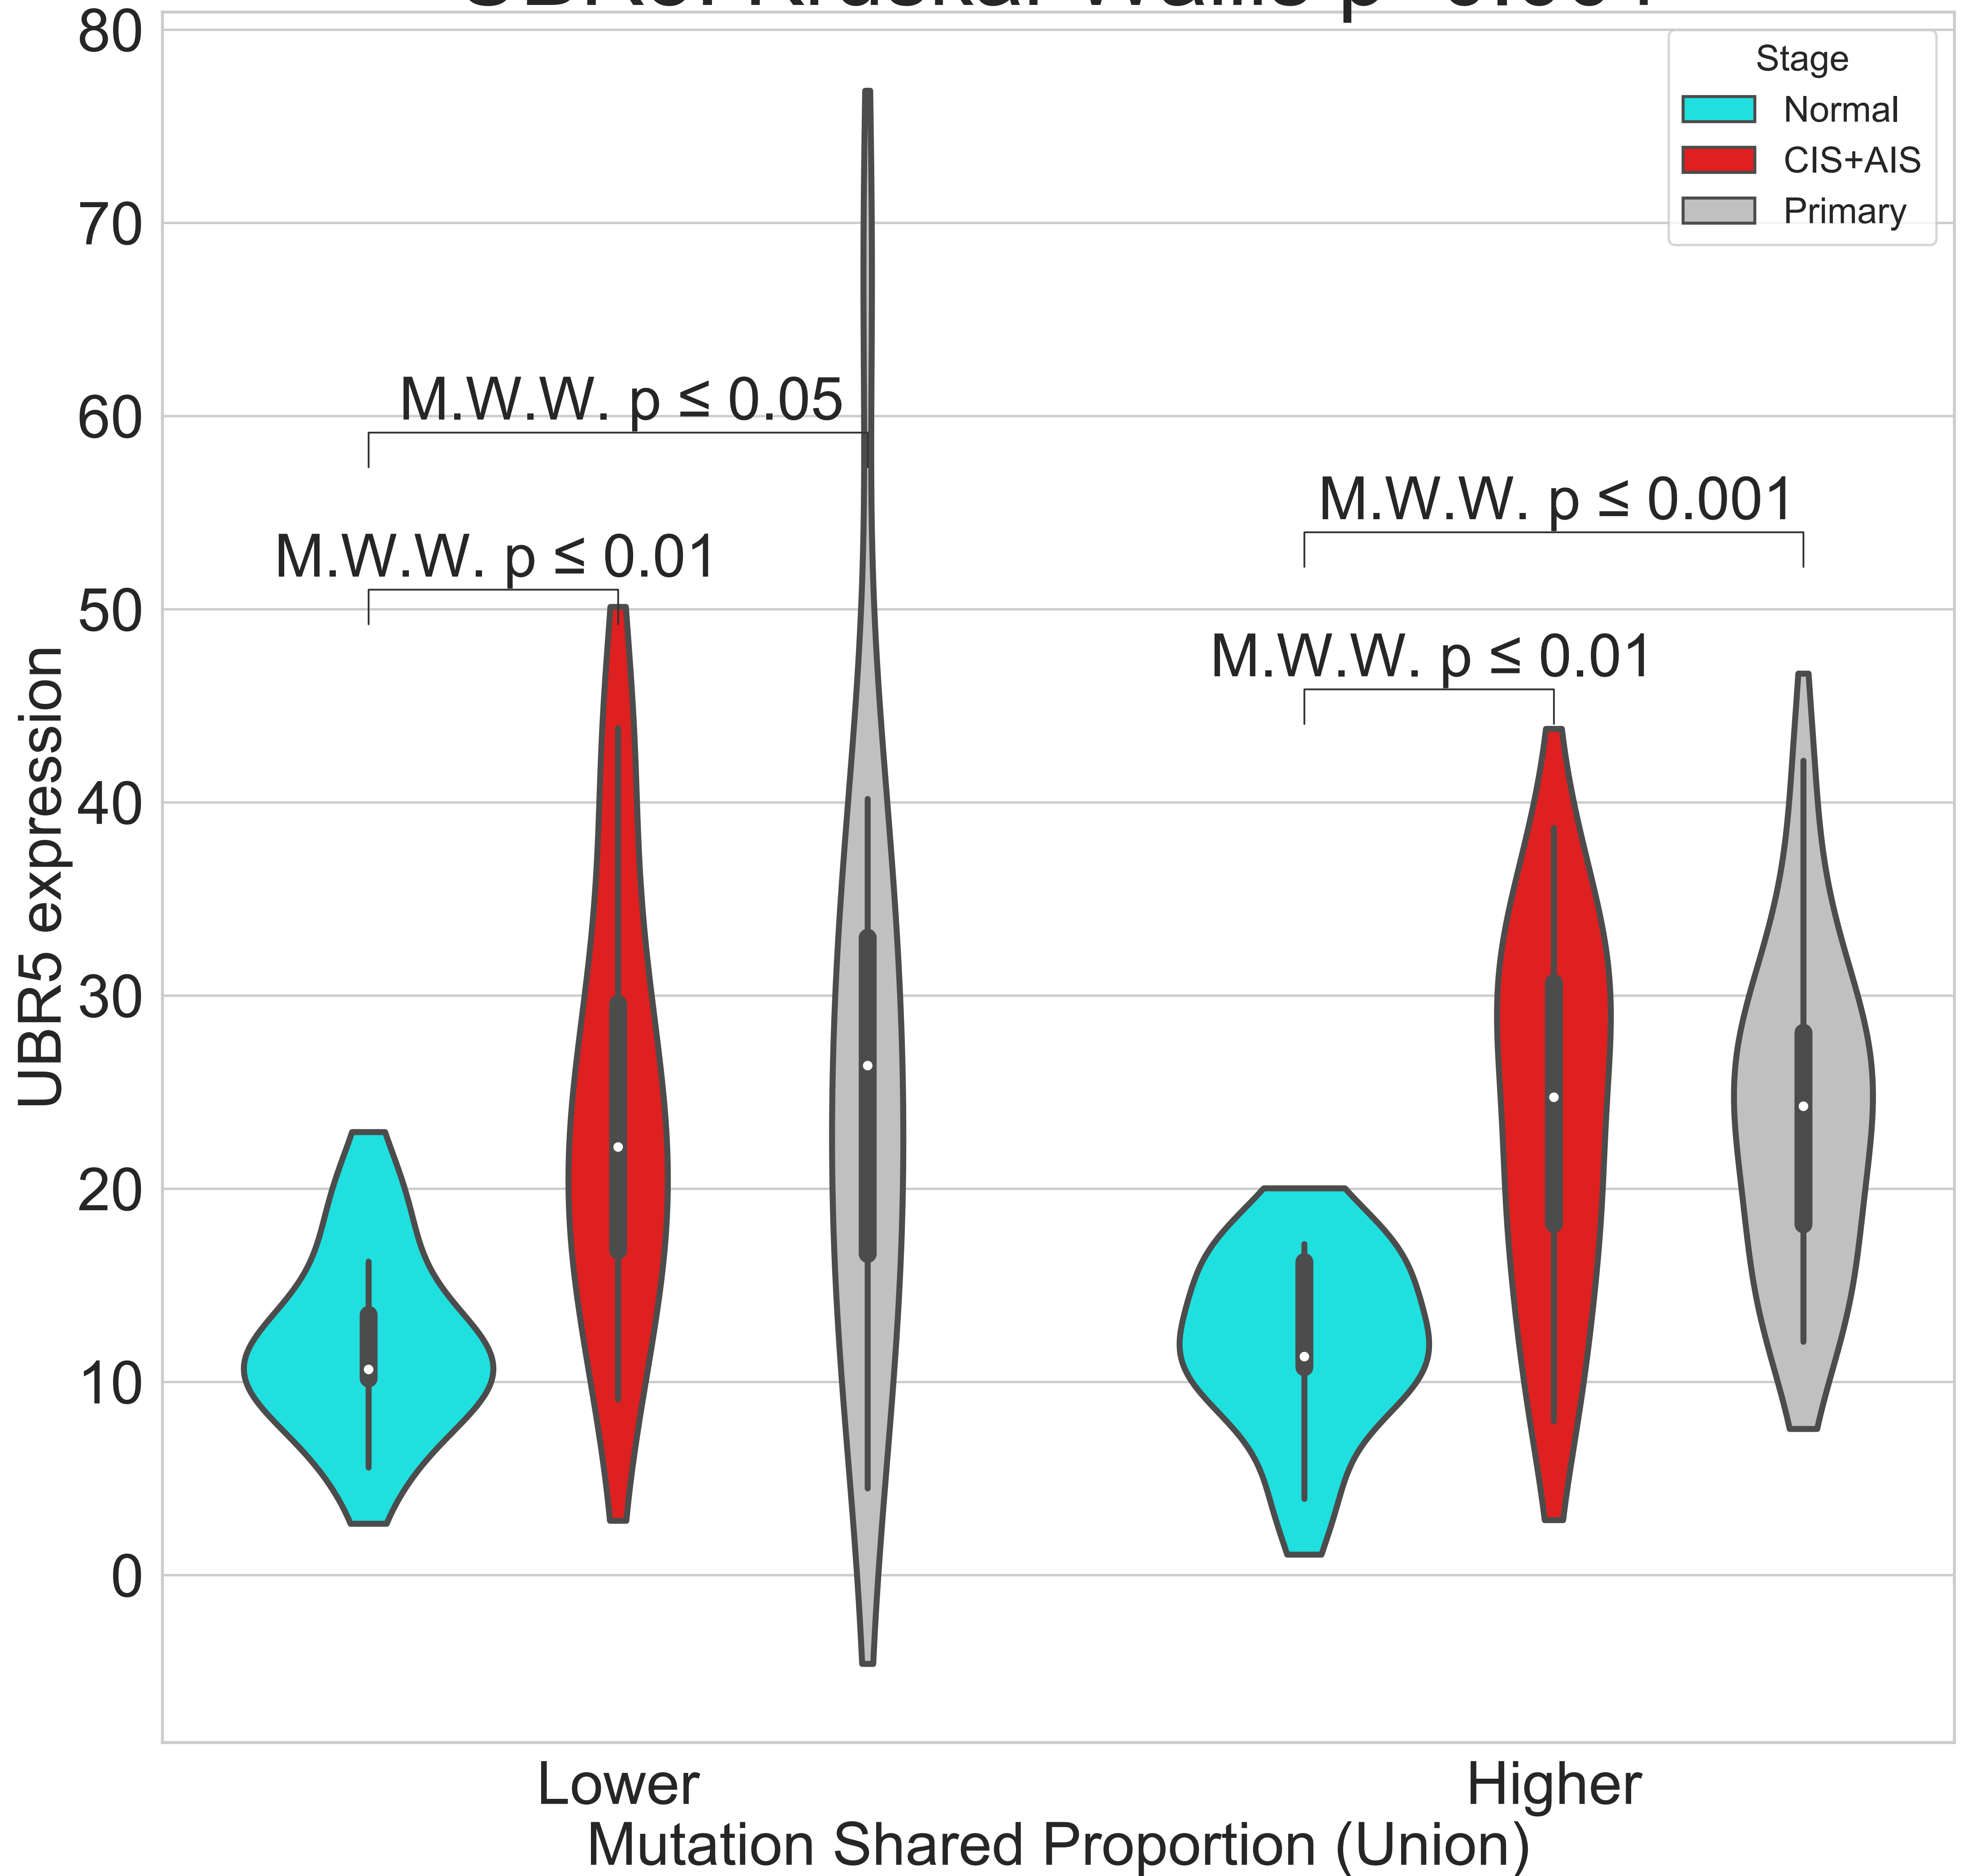 80
70
60
50
40
30
20
10
0
UBR5 expression
Stage
Normal
CIS+AIS
Primary
M.W.W. p ≤ 0.05
M.W.W. p ≤ 0.01
M.W.W. p ≤ 0.001
M.W.W. p ≤ 0.01
Lower
Higher
Mutation Shared Proportion (Union)